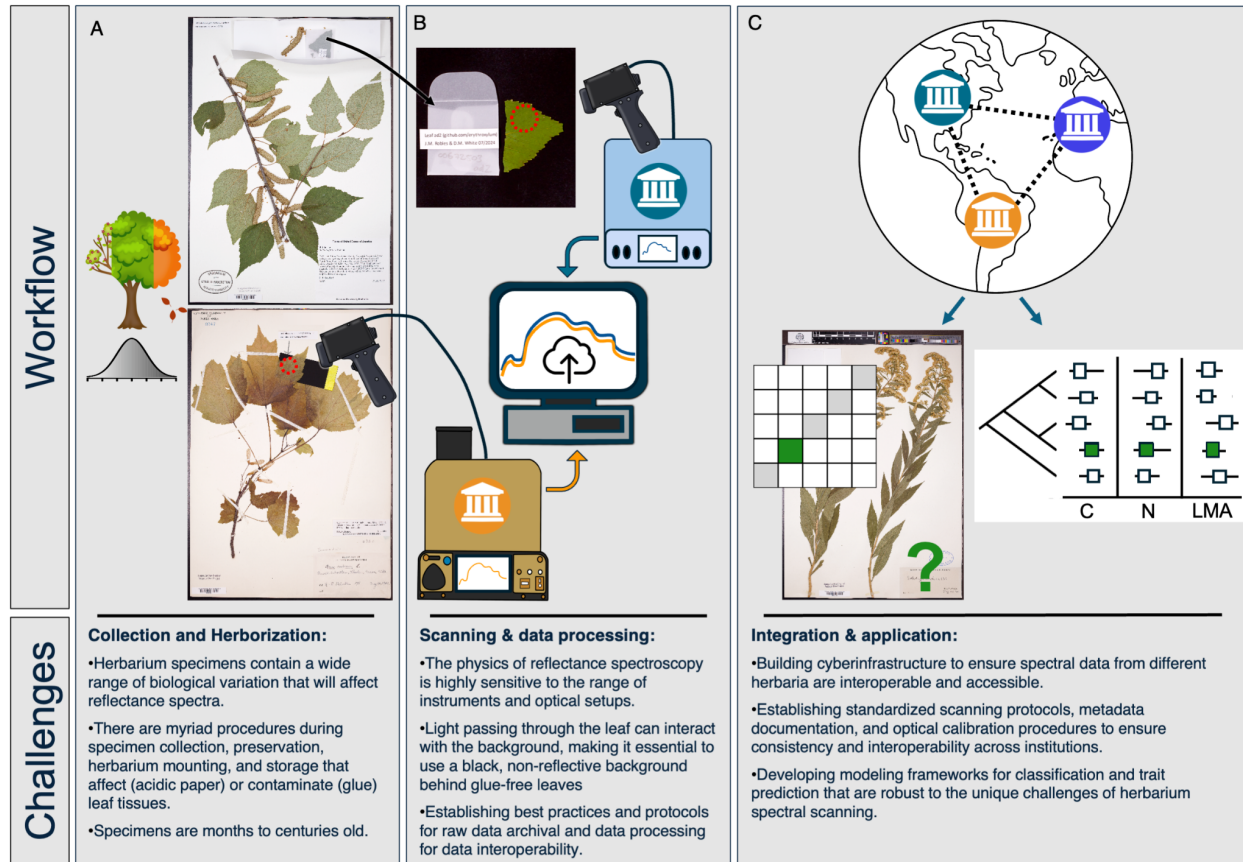 A
B
C
Workflow
Leaf ad2 (github.com/erythroxylum)
C
N
LMA
?
Challenges
Collection and Herborization:
•Herbarium specimens contain a wide
range of biological variation that will affect
reflectance spectra.
•There are myriad procedures during
specimen collection, preservation,
herbarium mounting, and storage that
affect (acidic paper) or contaminate (glue)
leaf tissues.
•Specimens are months to centuries old.
Scanning & data processing:
•The physics of reflectance spectroscopy
is highly sensitive to the range of
instruments and optical setups.
•Light passing through the leaf can interact
with the background, making it essential to
use a black, non-reflective background
behind glue-free leaves
•Establishing best practices and protocols
for raw data archival and data processing
for data interoperability.
Integration & application:
•Building cyberinfrastructure to ensure spectral data from different
herbaria are interoperable and accessible.
•Establishing standardized scanning protocols, metadata
documentation, and optical calibration procedures to ensure
consistency and interoperability across institutions.
•Developing modeling frameworks for classification and trait
prediction that are robust to the unique challenges of herbarium
spectral scanning.